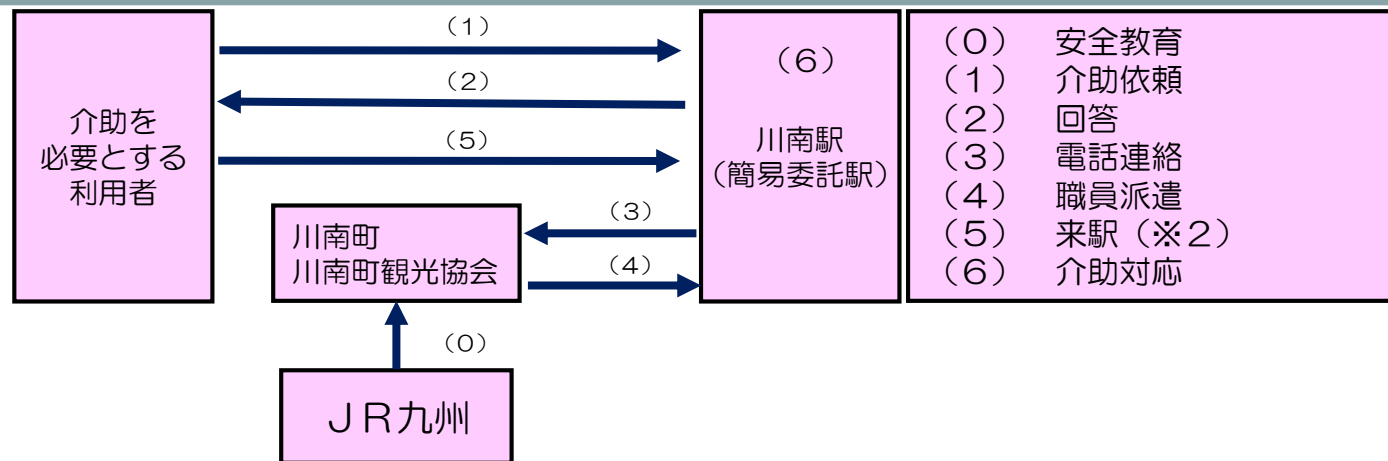 介助を
必要とする
利用者
(1)
(2)
(5)
(6)
川南駅
(簡易委託駅)
(3)
(4)
川南町
川南町観光協会
(0)
JR九州
(0) 安全教育
(1) 介助依頼
(2) 回答
(3) 電話連絡
(4) 職員派遣
(5) 来駅(※2)
(6) 介助対応